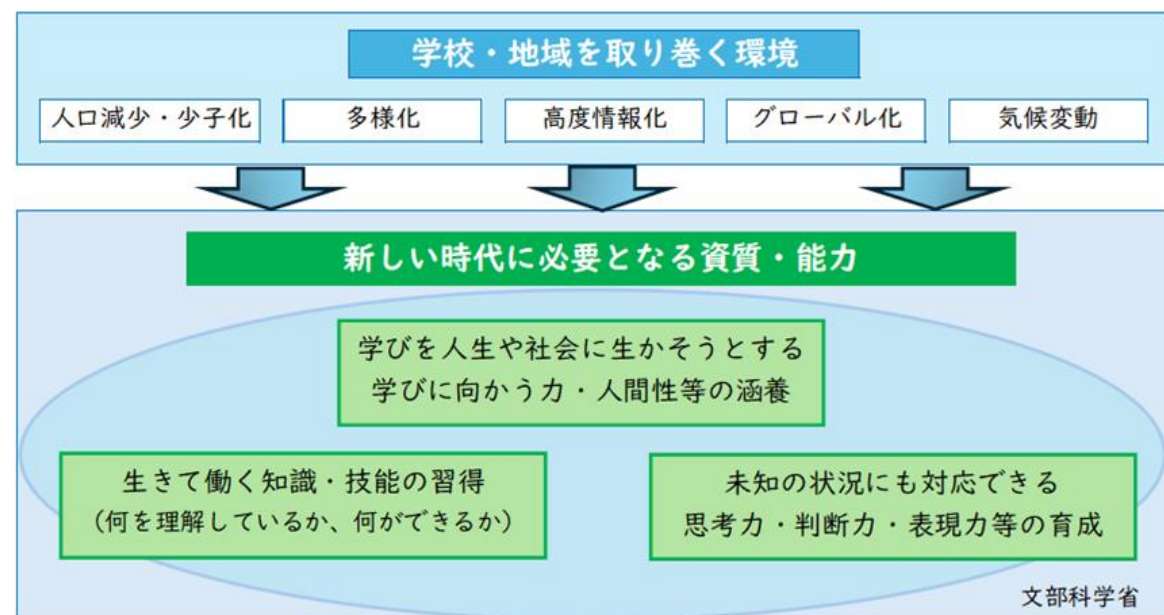 学校・地域を取り巻く環境
人口減少・少子化
多様化
高度情報化
グローバル化
気候変動
新しい時代に必要となる資質・能力
学びを人生や社会に生かそうとする
学びに向かう力・人間性等の涵養
生きて働く知識・技能の習得
（何を理解しているか、何ができるか）
未知の状況にも対応できる
思考力・判断力・表現力等の育成
文部科学省